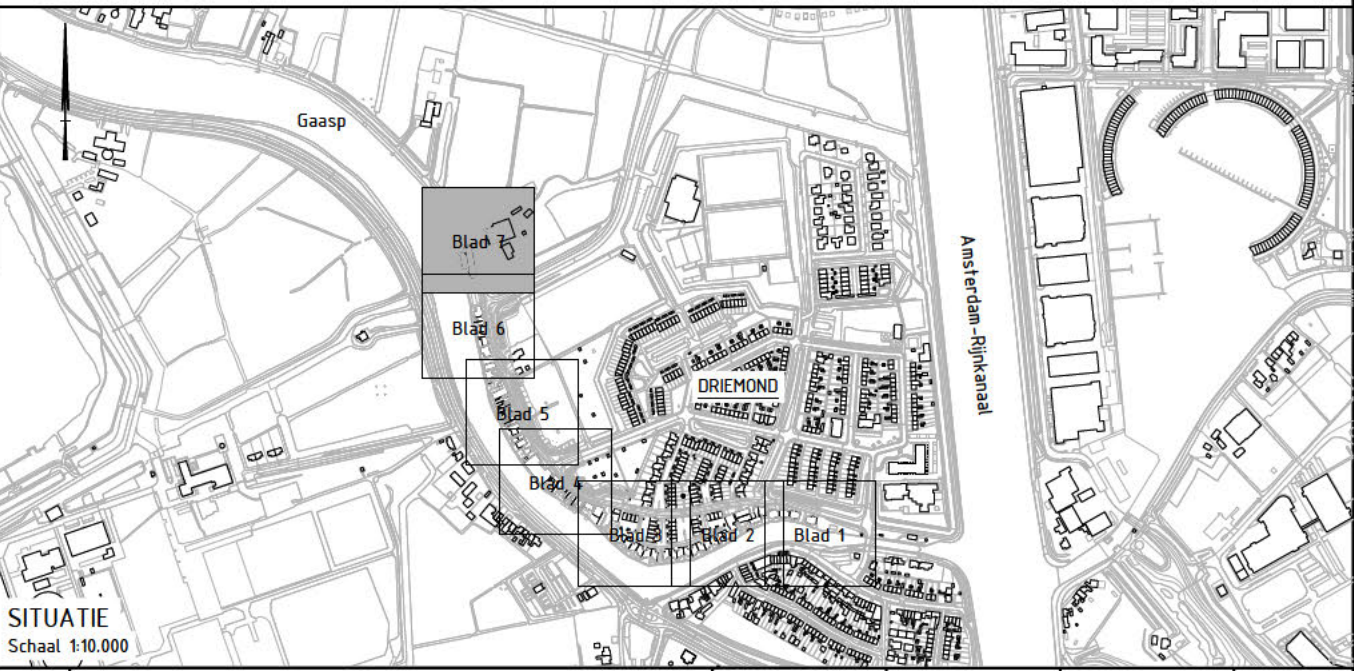 Gaasp
Blad 7
Amsterdam-Rijnkanaal
Blad 6
DRIEMOND
Blad 5
Blad 4
Blad 3
Blad 2
Blad 1
SITUATIE
Schaal 1:10.000